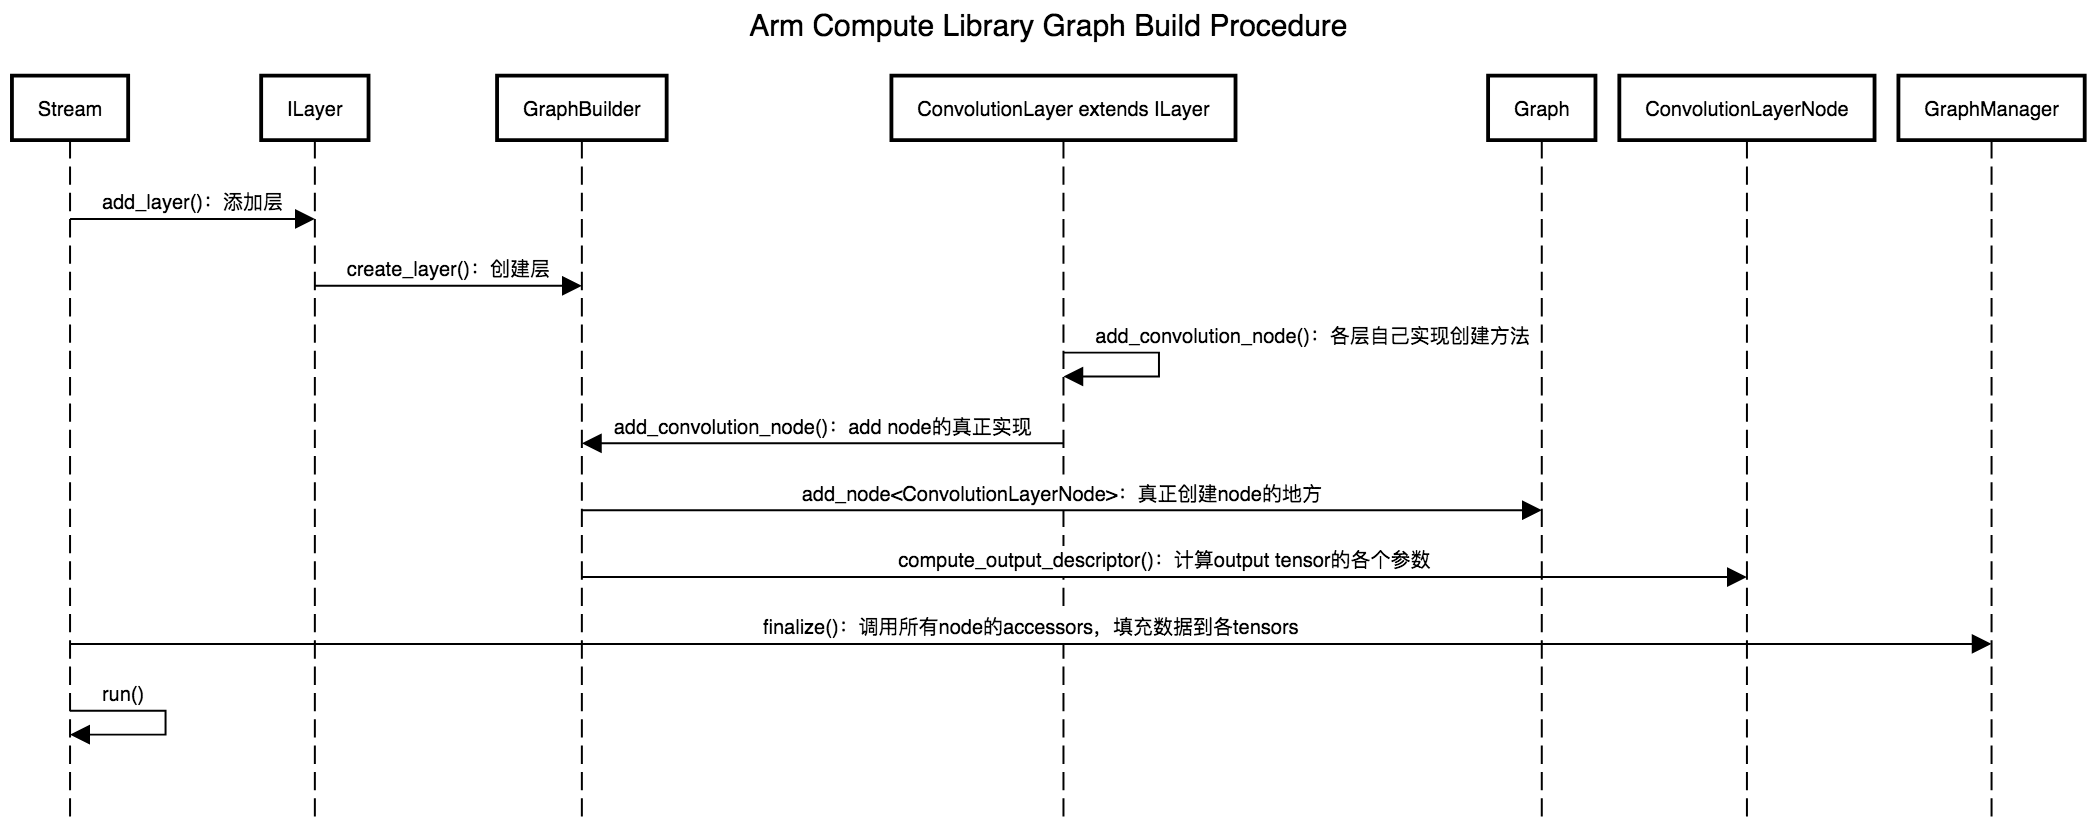 Arm Compute Library Graph Build Procedure
Stream
ILayer
GraphBuilder
ConvolutionLayer extends ILayer
Graph
ConvolutionLayerNode
GraphManager
add_layer()：添加层
create_layer()：创建层
add_convolution_node()：各层自己实现创建方法
add_convolution_node()：add node的真正实现
add_node<ConvolutionLayerNode>：真正创建node的地方
compute_output_descriptor()：计算output tensor的各个参数
finalize()：调用所有node的accessors，填充数据到各tensors
run()